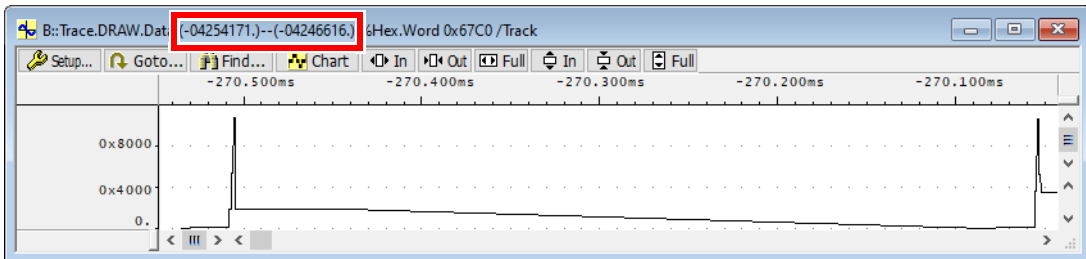 B::Trace.DRAW.Data (-04254171.)--(-04246616.) %Hex.Word 0x67C0 /Track
Setup... Goto... Find... Chart In Out Full In Out Full
-270.500ms -270.400ms -270.300ms -270.200ms -270.100ms
0x8000
0x4000
0.